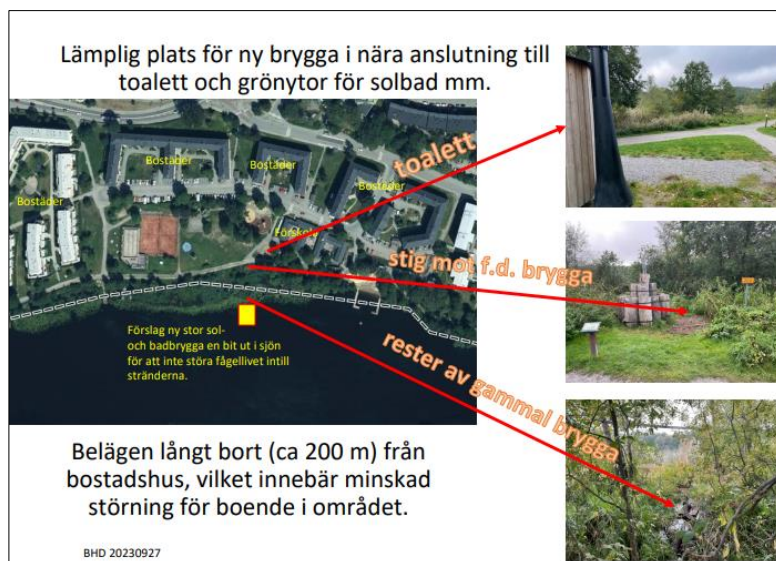 Lämplig plats för ny brygga i nära anslutning till
toalett och grönytor för solbad mm.
Bostäder
Bostäder
Bostäder
Bostäder
Förskola
toalett
stig mot f.d. brygga
rester av gammal brygga
Förslag ny stor sol-
och badbrygga en bit ut i sjön
för att inte störa fågellivet intill
stränderna.
Belägen långt bort (ca 200 m) från
bostadshus, vilket innebär minskad
störning för boende i området.
BHD 20230927